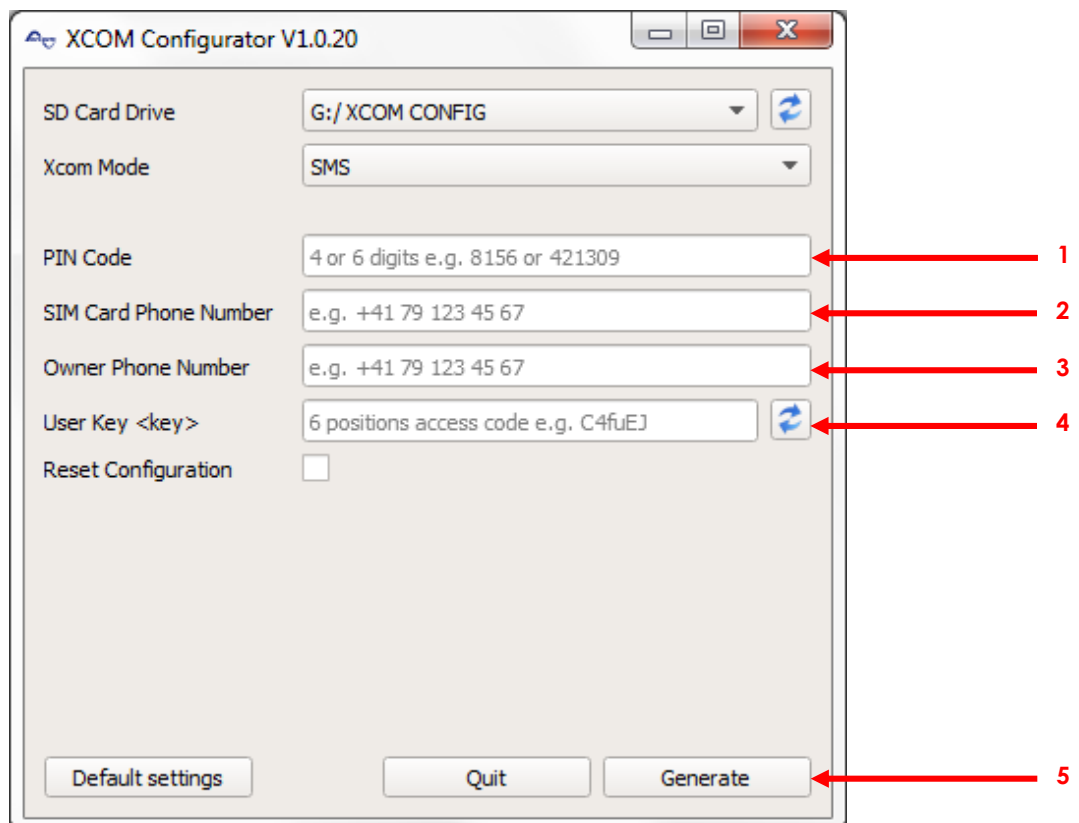 XCOM Configurator V1.0.20
SD Card Drive G:/ XCOM CONFIG
Xcom Mode SMS
PIN Code 4 or 6 digits e.g. 8156 or 421309 1
SIM Card Phone Number e.g. +41 79 123 45 67 2
Owner Phone Number e.g. +41 79 123 45 67 3
User Key <key> 6 positions access code e.g. C4fuEJ 4
Reset Configuration
Default settings Quit Generate 5